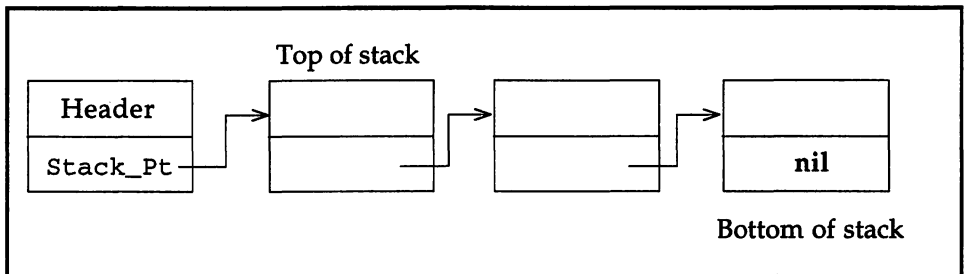 Top of stack
Header
Stack_Pt
nil
Bottom of stack